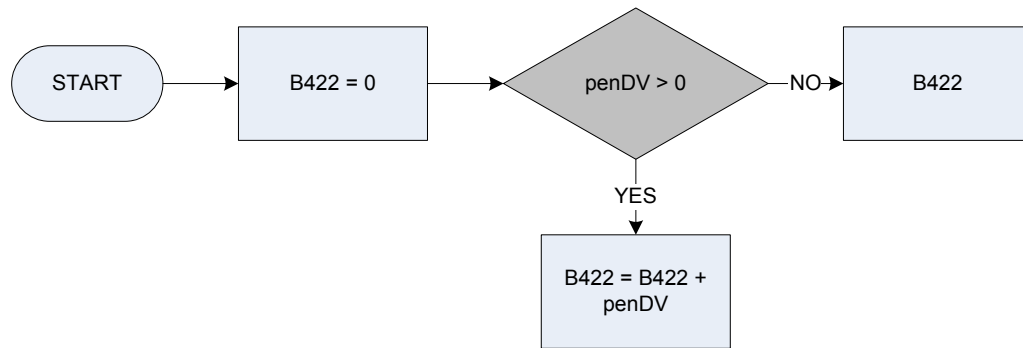 START
B422 = 0
penDV > 0
NO
B422
YES
B422 = B422 +
penDV